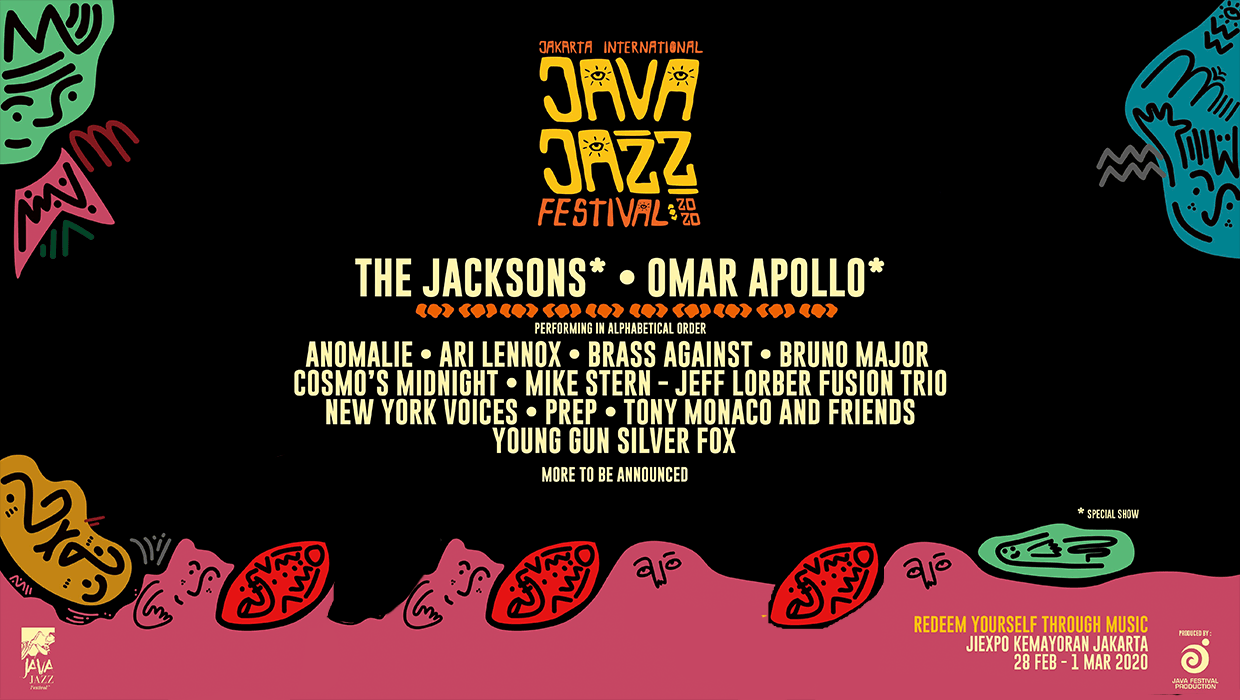 JAKARTA INTERNATIONAL
JAVA
JAZZ
FESTIVAL 2020
THE JACKSONS* • OMAR APOLLO*
PERFORMING IN ALPHABETICAL ORDER
ANOMALIE • ARI LENNOX • BRASS AGAINST • BRUNO MAJOR
COSMO'S MIDNIGHT • MIKE STERN - JEFF LORBER FUSION TRIO
NEW YORK VOICES • PREP • TONY MONACO AND FRIENDS
YOUNG GUN SILVER FOX
MORE TO BE ANNOUNCED
* SPECIAL SHOW
REDEEM YOURSELF THROUGH MUSIC
JIEXPO KEMAYORAN JAKARTA
28 FEB - 1 MAR 2020
PRODUCED BY :
JAVA FESTIVAL
PRODUCTION
JAVA
JAZZ
Festival